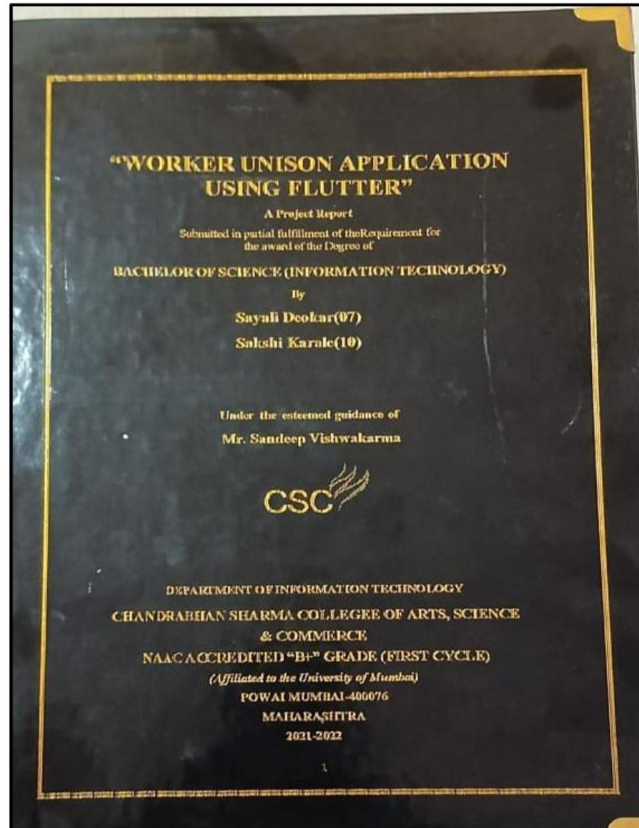 “WORKER UNISON APPLICATION
USING FLUTTER”
A Project Report
Submitted in partial fulfillment of theRequirement for
the award of the Degree of
BACHELOR OF SCIENCE (INFORMATION TECHNOLOGY)
By
Sayali Deokar(07)
Sakshi Karale(10)
Under the esteemed guidance of
Mr. Sandeep Vishwakarma
CSC
DEPARTMENT OF INFORMATION TECHNOLOGY
CHANDRABHAN SHARMA COLLEGEE OF ARTS, SCIENCE
& COMMERCE
NAAC ACCREDITED “B+” GRADE (FIRST CYCLE)
(Affiliated to the University of Mumbai)
POWAI MUMBAI-400076
MAHARASHTRA
2021-2022
1